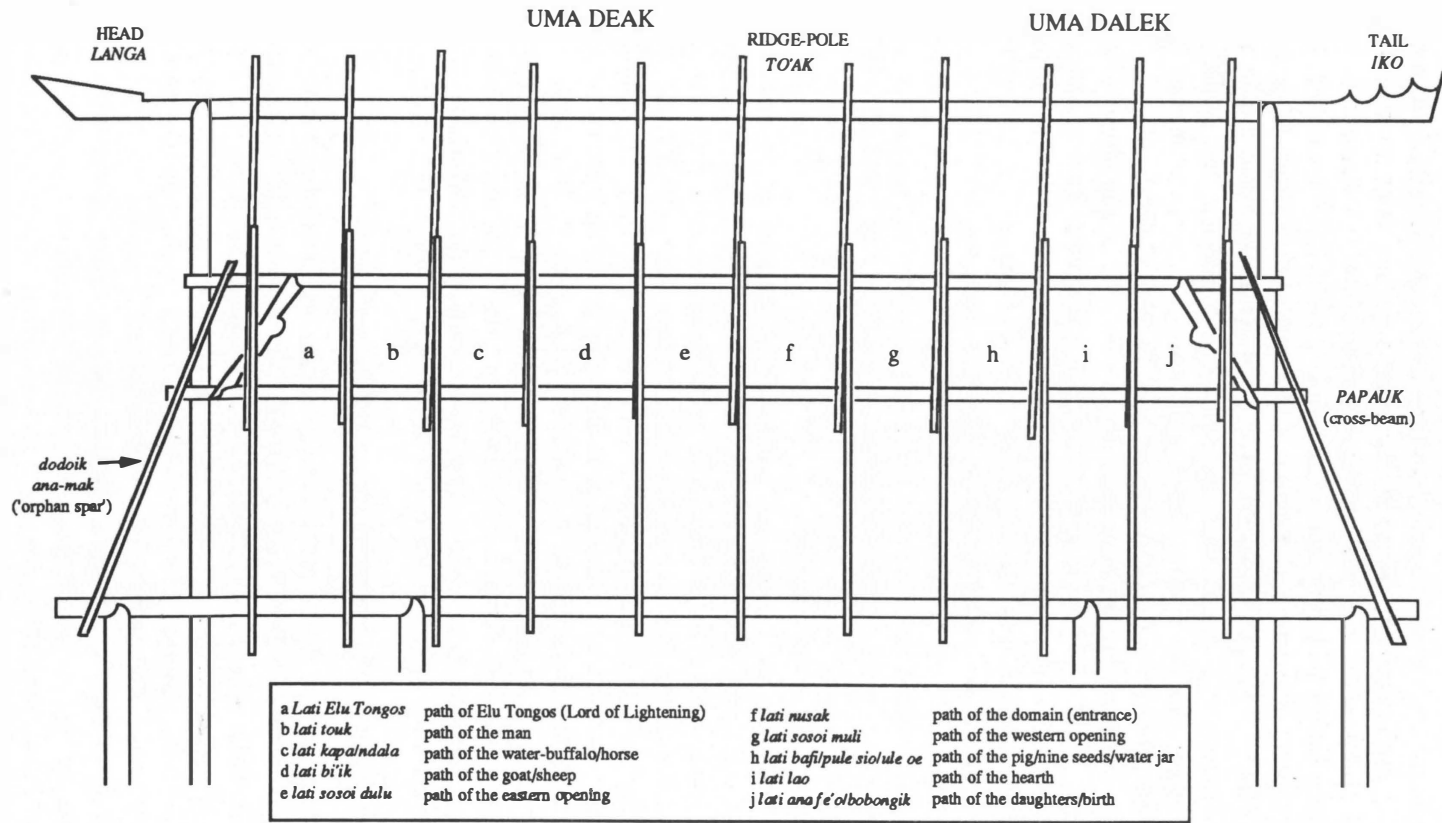 UMA DEAK
UMA DALEK
HEAD
LANGA
RIDGE-POLE
TO'AK
TAIL
IKO
a b c d e f g h i j
PAPAUK
(cross-beam)
dodoik
ana-mak
('orphan spar')
a Lati Elu Tongos path of Elu Tongos (Lord of Lightening)
b lati touk path of the man
c lati kapa/ndala path of the water-buffalo/horse
d lati bi'ik path of the goat/sheep
e lati sosoi dulu path of the eastern opening
f lati nusak path of the domain (entrance)
g lati sosoi muli path of the western opening
h lati bafi/pule sio/ule oe path of the pig/nine seeds/water jar
i lati lao path of the hearth
j lati ana fe'o/bobongik path of the daughters/birth